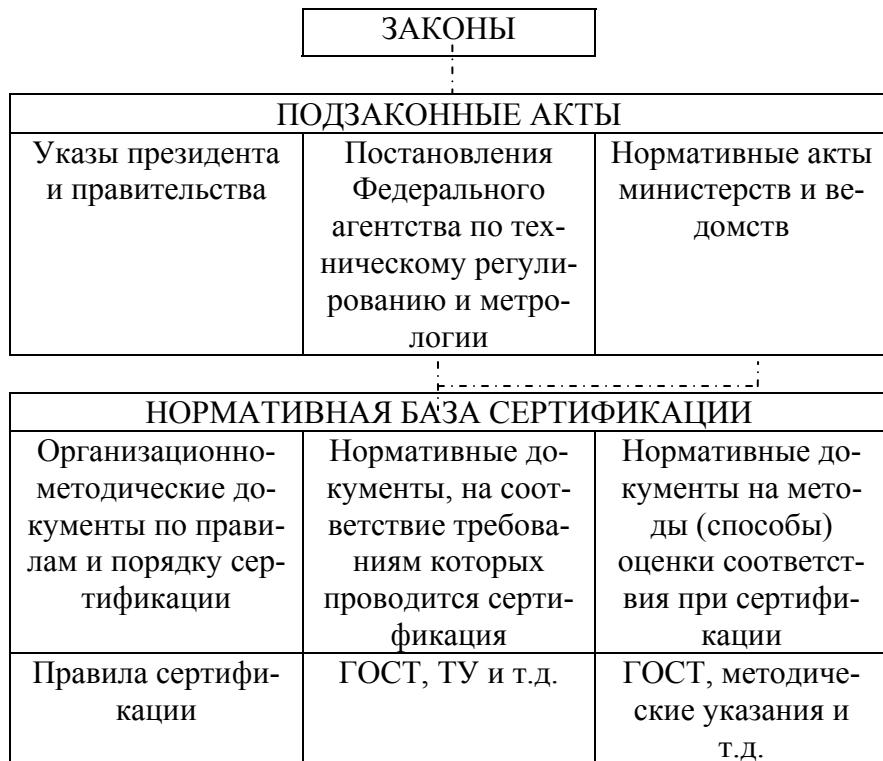 ЗАКОНЫ
ПОДЗАКОННЫЕ АКТЫ
Указы президента
и правительства
Постановления
Федерального
агентства по тех-
ническому регули-
рованию и метро-
логии
Нормативные акты
министерств и ве-
домств
НОРМАТИВНАЯ БАЗА СЕРТИФИКАЦИИ
Организационно-
методические до-
кументы по прави-
лам и порядку сер-
тификации
Нормативные до-
кументы, на соот-
ветствие требова-
ниям которых
проводится серти-
фикация
Нормативные до-
кументы на мето-
ды (способы)
оценки соответст-
вия при сертифи-
кации
Правила сертифи-
кации
ГОСТ, ТУ и т.д.
ГОСТ, методиче-
ские указания и
т.д.